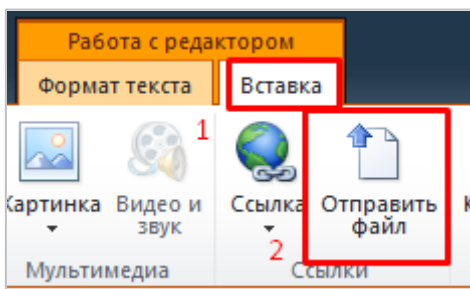 Работа с редактором
Формат текста Вставка
1
Картинка Видео и звук Ссылка Отправить файл
2
Мультимедиа Ссылки